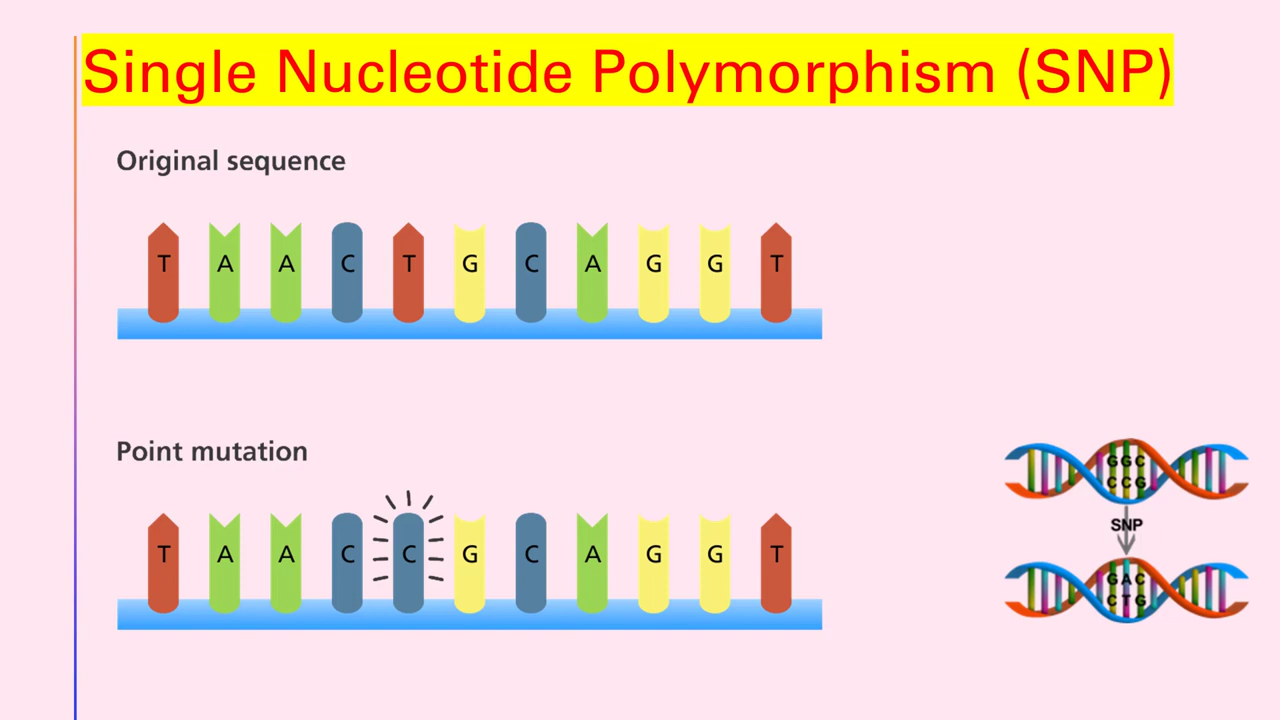 Single Nucleotide Polymorphism (SNP)
Original sequence
T A A C T G C A G G T
Point mutation
T A A C C G C A G G T
GGC
CCG
SNP
GAC
CTG